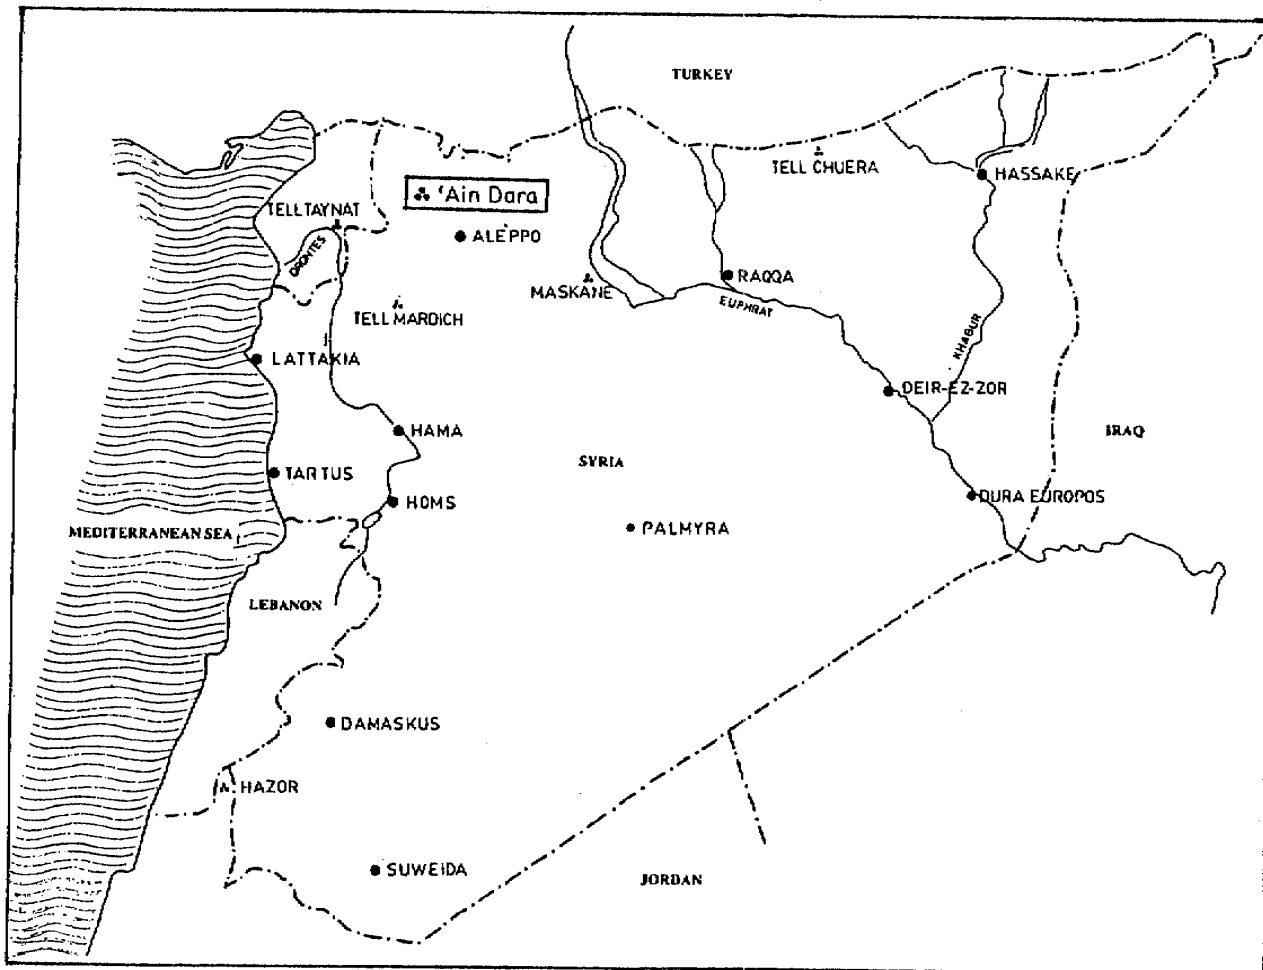 TURKEY
TELL CHUERA
HASSAKE
'Ain Dara
TELL TAYNAT
ALEPPO
ORONTES
RAQQA
MASKANE
EUPHRAT
TELL MARDICH
KHABUR
LATTAKIA
DEIR-EZ-ZOR
HAMA
IRAQ
SYRIA
TARTUS
DURA EUROPOS
HOMS
PALMYRA
MEDITERRANEAN SEA
LEBANON
DAMASKUS
HAZOR
SUWEIDA
JORDAN